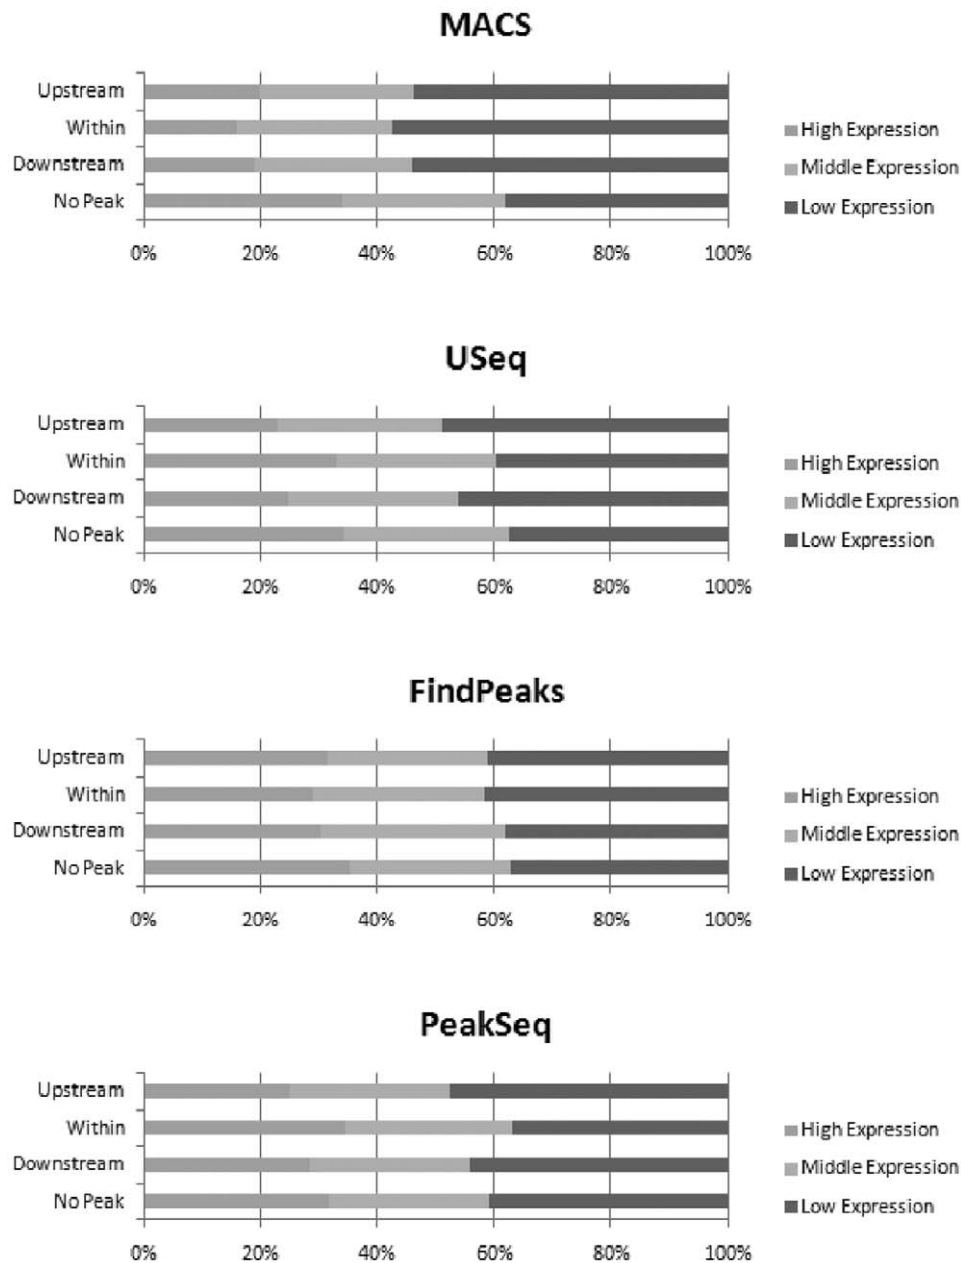 MACS
Upstream
Within
Downstream
No Peak
0% 20% 40% 60% 80% 100%
High Expression
Middle Expression
Low Expression
USeq
Upstream
Within
Downstream
No Peak
0% 20% 40% 60% 80% 100%
High Expression
Middle Expression
Low Expression
FindPeaks
Upstream
Within
Downstream
No Peak
0% 20% 40% 60% 80% 100%
High Expression
Middle Expression
Low Expression
PeakSeq
Upstream
Within
Downstream
No Peak
0% 20% 40% 60% 80% 100%
High Expression
Middle Expression
Low Expression